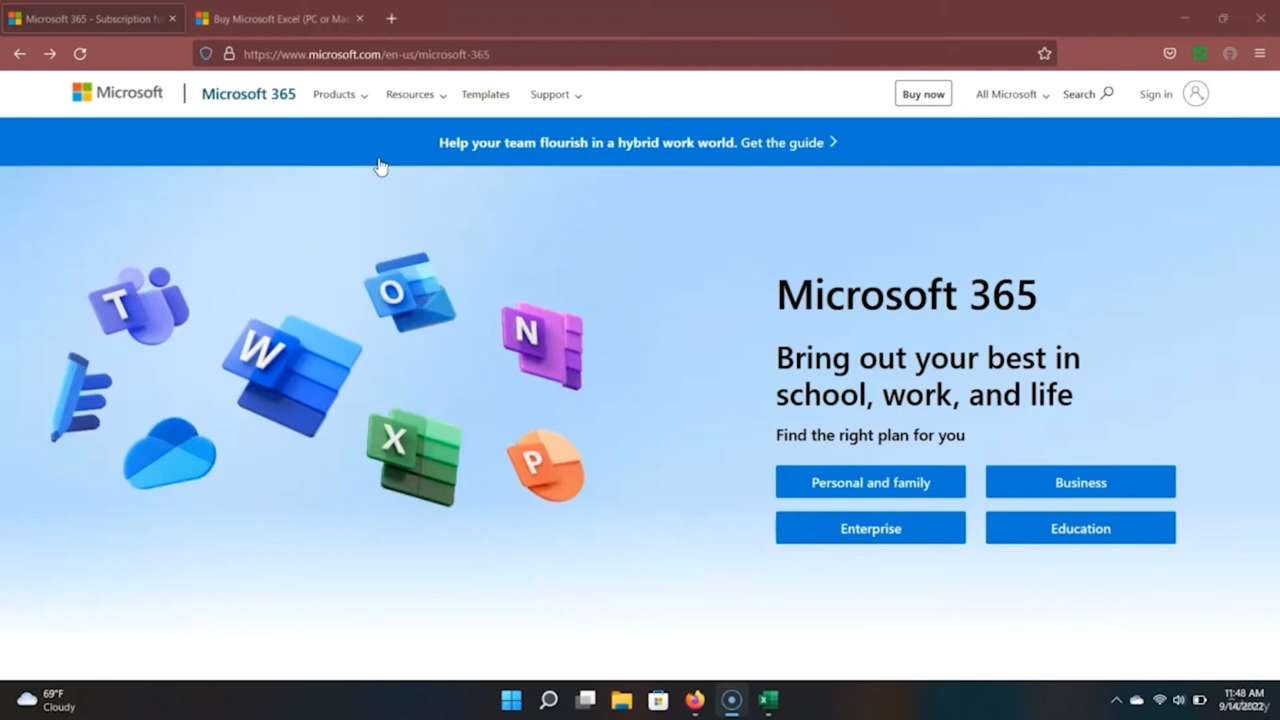 Microsoft 365 - Subscription fo
Buy Microsoft Excel (PC or Mac
https://www.microsoft.com/en-us/microsoft-365
Microsoft
Microsoft 365
Products
Resources
Templates
Support
Buy now
All Microsoft
Search
Sign in
Help your team flourish in a hybrid work world. Get the guide
T
W
O
N
X
P
Microsoft 365
Bring out your best in
school, work, and life
Find the right plan for you
Personal and family
Business
Enterprise
Education
69°F
Cloudy
11:48 AM
9/14/2022